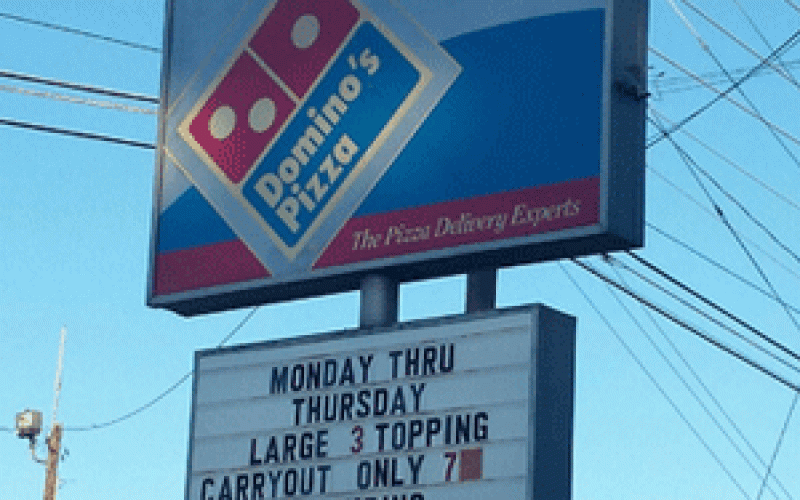 Domino's
Pizza
The Pizza Delivery Experts
MONDAY THRU
THURSDAY
LARGE 3 TOPPING
CARRYOUT ONLY 7